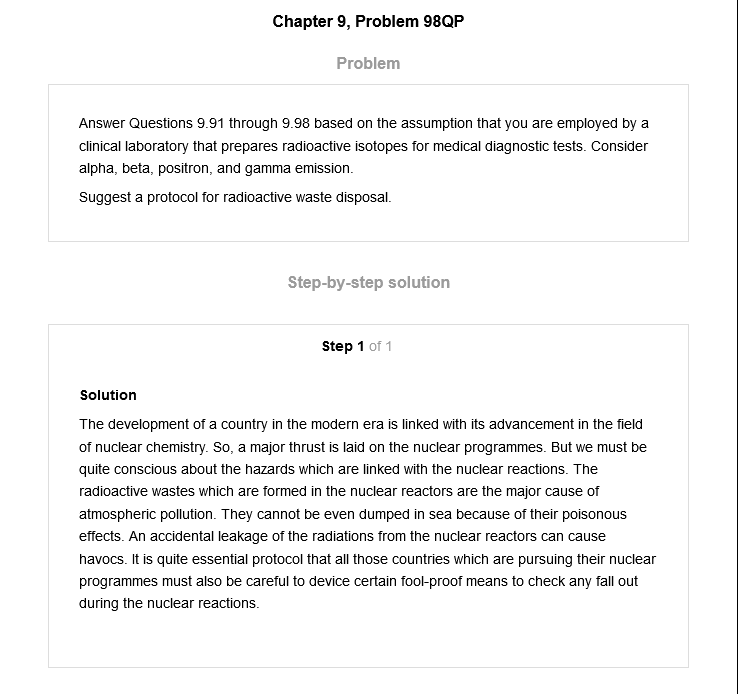 Chapter 9, Problem 98QP
Problem
Answer Questions 9.91 through 9.98 based on the assumption that you are employed by a
clinical laboratory that prepares radioactive isotopes for medical diagnostic tests. Consider
alpha, beta, positron, and gamma emission.
Suggest a protocol for radioactive waste disposal.
Step-by-step solution
Step 1 of 1
Solution
The development of a country in the modern era is linked with its advancement in the field
of nuclear chemistry. So, a major thrust is laid on the nuclear programmes. But we must be
quite conscious about the hazards which are linked with the nuclear reactions. The
radioactive wastes which are formed in the nuclear reactors are the major cause of
atmospheric pollution. They cannot be even dumped in sea because of their poisonous
effects. An accidental leakage of the radiations from the nuclear reactors can cause
havocs. It is quite essential protocol that all those countries which are pursuing their nuclear
programmes must also be careful to device certain fool-proof means to check any fall out
during the nuclear reactions.